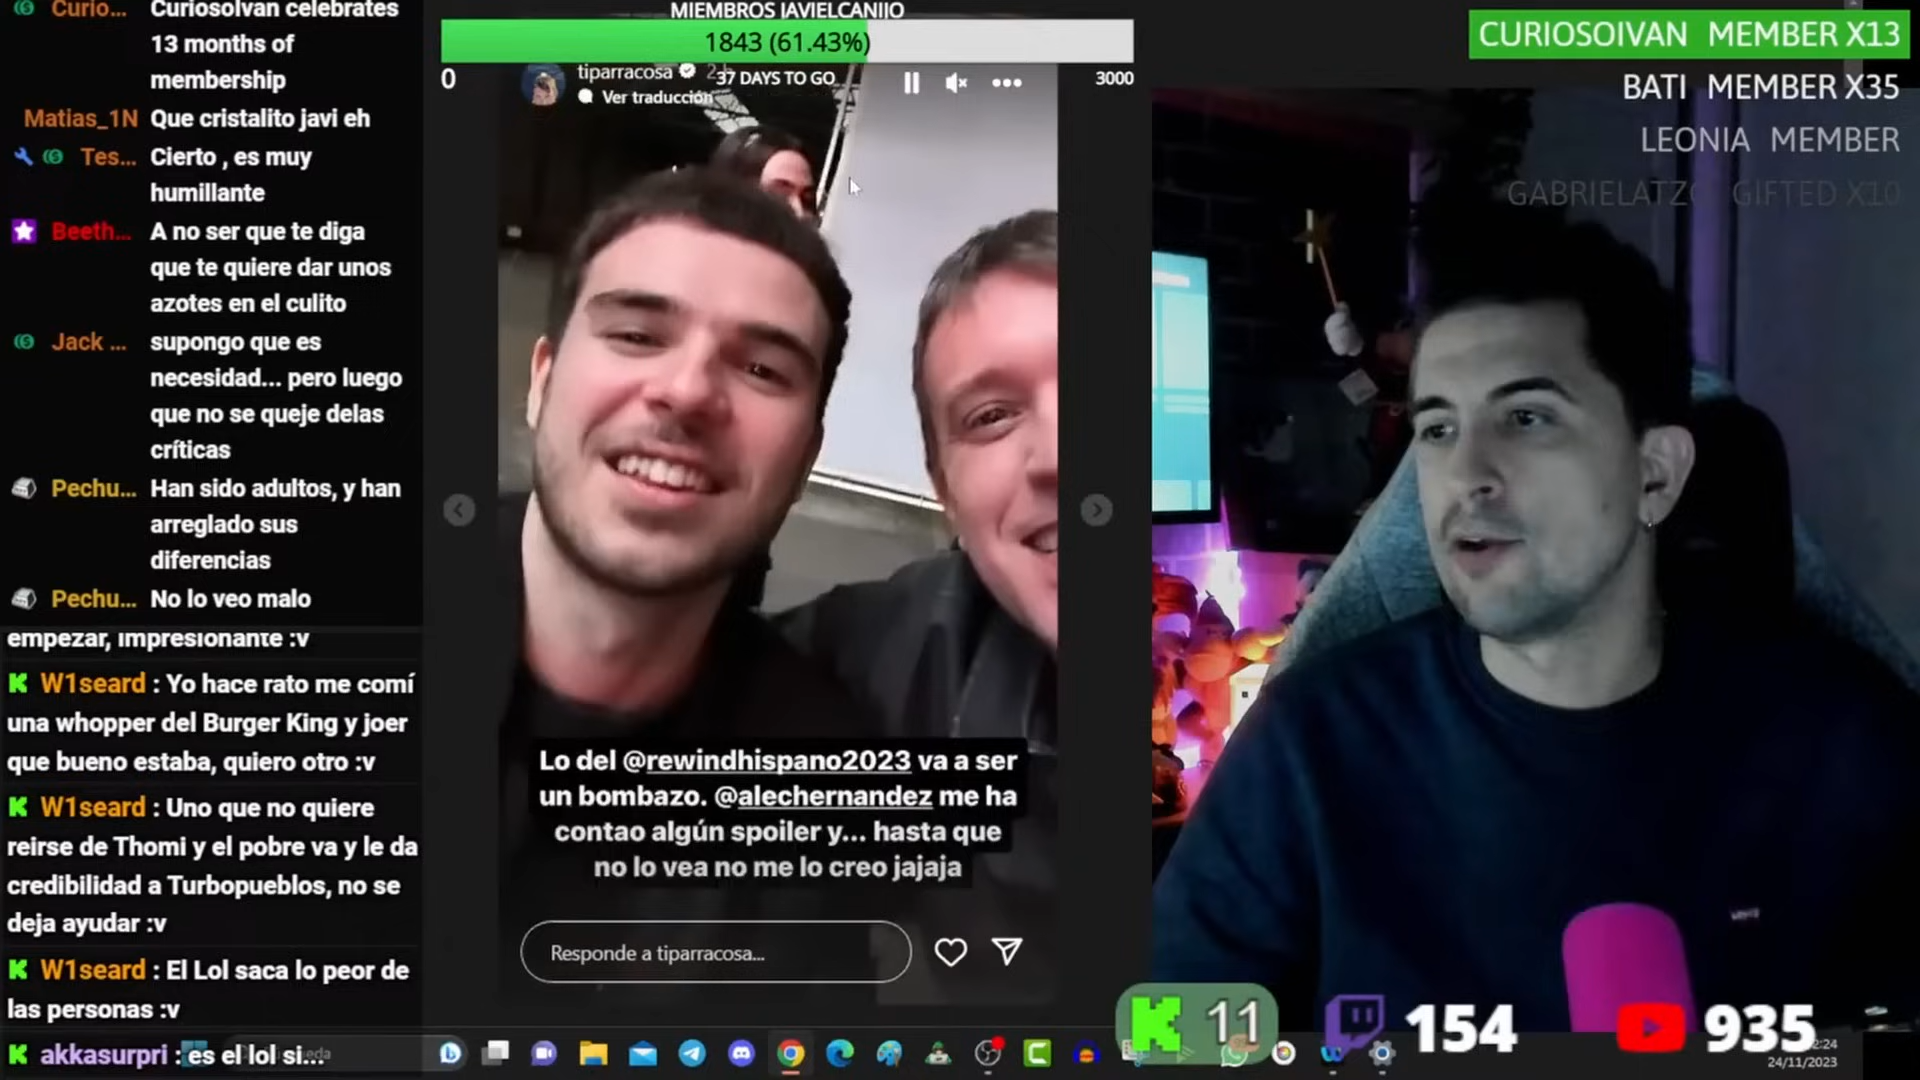 Curio... CuriosoIvan celebrates
13 months of
membership
Matias_1N Que cristalito javi eh
Tes... Cierto , es muy
humillante
Beeth... A no ser que te diga
que te quiere dar unos
azotes en el culito
Jack ... supongo que es
necesidad... pero luego
que no se queje delas
críticas
Pechu... Han sido adultos, y han
arreglado sus
diferencias
Pechu... No lo veo malo
empezar, impresionante :v
W1seard : Yo hace rato me comí
una whopper del Burger King y joer
que bueno estaba, quiero otro :v
W1seard : Uno que no quiere
reirse de Thomi y el pobre va y le da
credibilidad a Turbopueblos, no se
deja ayudar :v
W1seard : El Lol saca lo peor de
las personas :v
akkasurpri : es el lol si...
MIEMBROS JAVIELCANIJO
1843 (61.43%)
0 37 DAYS TO GO 3000
tiparracosa
Ver traducción
Lo del @rewindhispano2023 va a ser
un bombazo. @alechernandez me ha
contao algún spoiler y... hasta que
no lo vea no me lo creo jajaja
Responde a tiparracosa...
CURIOSOIVAN MEMBER X13
BATI MEMBER X35
LEONIA MEMBER
GIFTED X10
11 154 935
24/11/2023